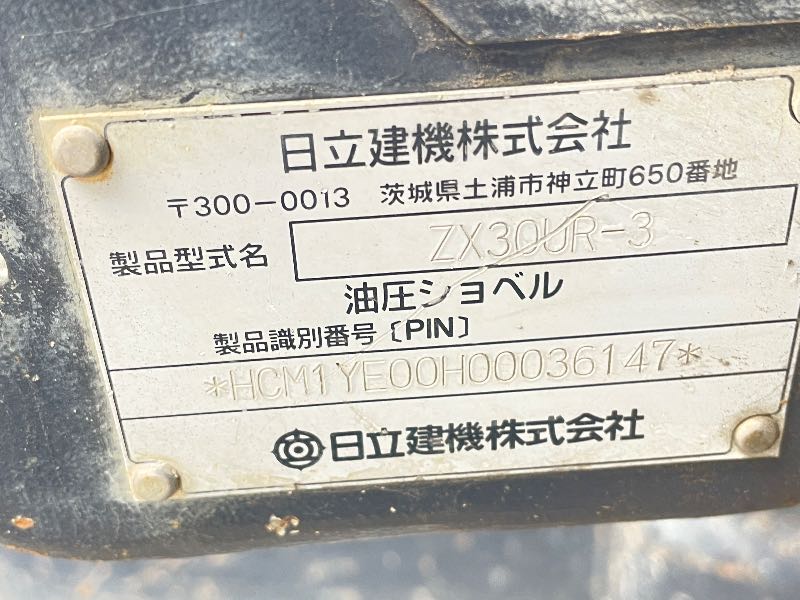 日立建機株式会社
〒300-0013 茨城県土浦市神立町650番地
製品型式名 ZX30UR-3
油圧ショベル
製品識別番号〔PIN〕
*HCM1YE00H00036147*
日立建機株式会社